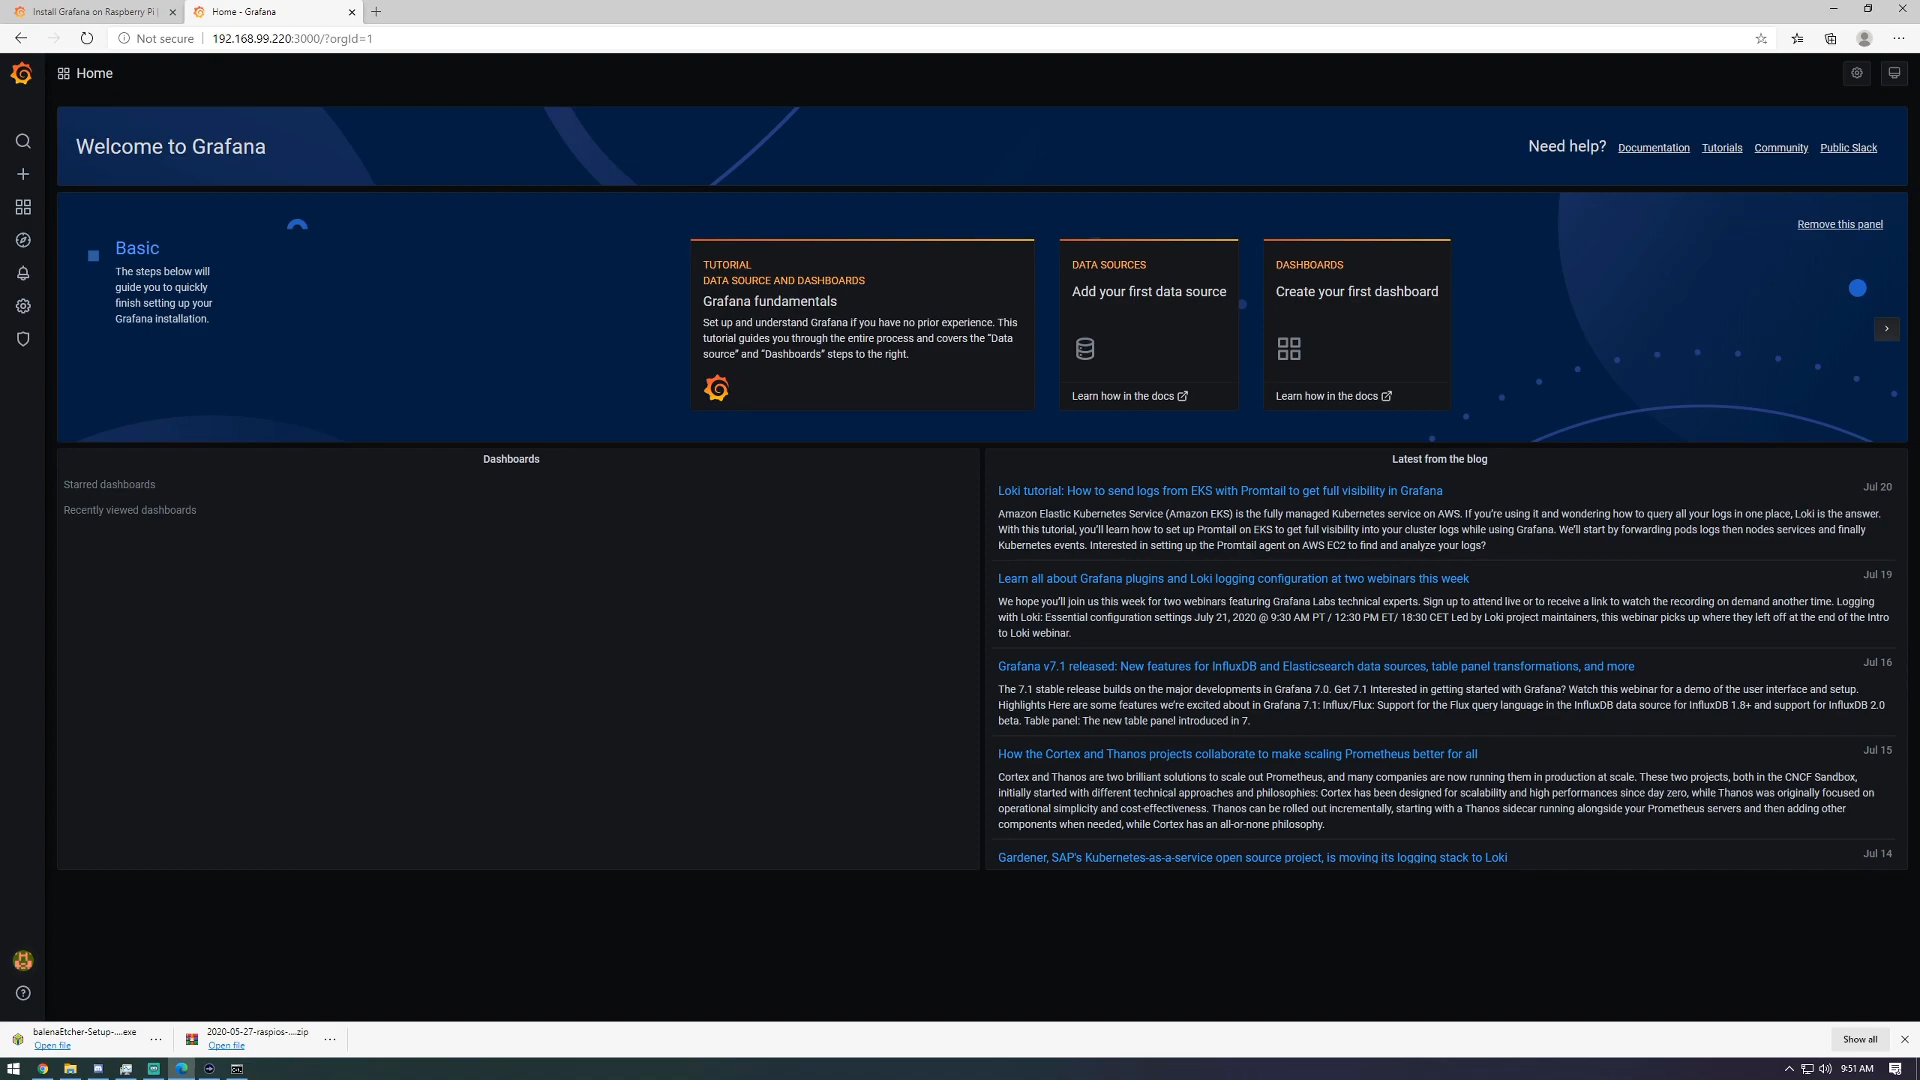 Install Grafana on Raspberry Pi |
Home - Grafana
Not secure
192.168.99.220:3000/?orgId=1
Home
Welcome to Grafana
Need help?
Documentation
Tutorials
Community
Public Slack
Remove this panel
Basic
The steps below will
guide you to quickly
finish setting up your
Grafana installation.
TUTORIAL
DATA SOURCE AND DASHBOARDS
Grafana fundamentals
Set up and understand Grafana if you have no prior experience. This
tutorial guides you through the entire process and covers the “Data
source” and “Dashboards” steps to the right.
DATA SOURCES
Add your first data source
Learn how in the docs
DASHBOARDS
Create your first dashboard
Learn how in the docs
Dashboards
Starred dashboards
Recently viewed dashboards
Latest from the blog
Loki tutorial: How to send logs from EKS with Promtail to get full visibility in Grafana
Jul 20
Amazon Elastic Kubernetes Service (Amazon EKS) is the fully managed Kubernetes service on AWS. If you’re using it and wondering how to query all your logs in one place, Loki is the answer.
With this tutorial, you’ll learn how to set up Promtail on EKS to get full visibility into your cluster logs while using Grafana. We’ll start by forwarding pods logs then nodes services and finally
Kubernetes events. Interested in setting up the Promtail agent on AWS EC2 to find and analyze your logs?
Learn all about Grafana plugins and Loki logging configuration at two webinars this week
Jul 19
We hope you’ll join us this week for two webinars featuring Grafana Labs technical experts. Sign up to attend live or to receive a link to watch the recording on demand another time. Logging
with Loki: Essential configuration settings July 21, 2020 @ 9:30 AM PT / 12:30 PM ET/ 18:30 CET Led by Loki project maintainers, this webinar picks up where they left off at the end of the Intro
to Loki webinar.
Grafana v7.1 released: New features for InfluxDB and Elasticsearch data sources, table panel transformations, and more
Jul 16
The 7.1 stable release builds on the major developments in Grafana 7.0. Get 7.1 Interested in getting started with Grafana? Watch this webinar for a demo of the user interface and setup.
Highlights Here are some features we’re excited about in Grafana 7.1: Influx/Flux: Support for the Flux query language in the InfluxDB data source for InfluxDB 1.8+ and support for InfluxDB 2.0
beta. Table panel: The new table panel introduced in 7.
How the Cortex and Thanos projects collaborate to make scaling Prometheus better for all
Jul 15
Cortex and Thanos are two brilliant solutions to scale out Prometheus, and many companies are now running them in production at scale. These two projects, both in the CNCF Sandbox,
initially started with different technical approaches and philosophies: Cortex has been designed for scalability and high performances since day zero, while Thanos was originally focused on
operational simplicity and cost-effectiveness. Thanos can be rolled out incrementally, starting with a Thanos sidecar running alongside your Prometheus servers and then adding other
components when needed, while Cortex has an all-or-none philosophy.
Gardener, SAP's Kubernetes-as-a-service open source project, is moving its logging stack to Loki
Jul 14
balenaEtcher-Setup-....exe
Open file
2020-05-27-raspios-....zip
Open file
Show all
9:51 AM